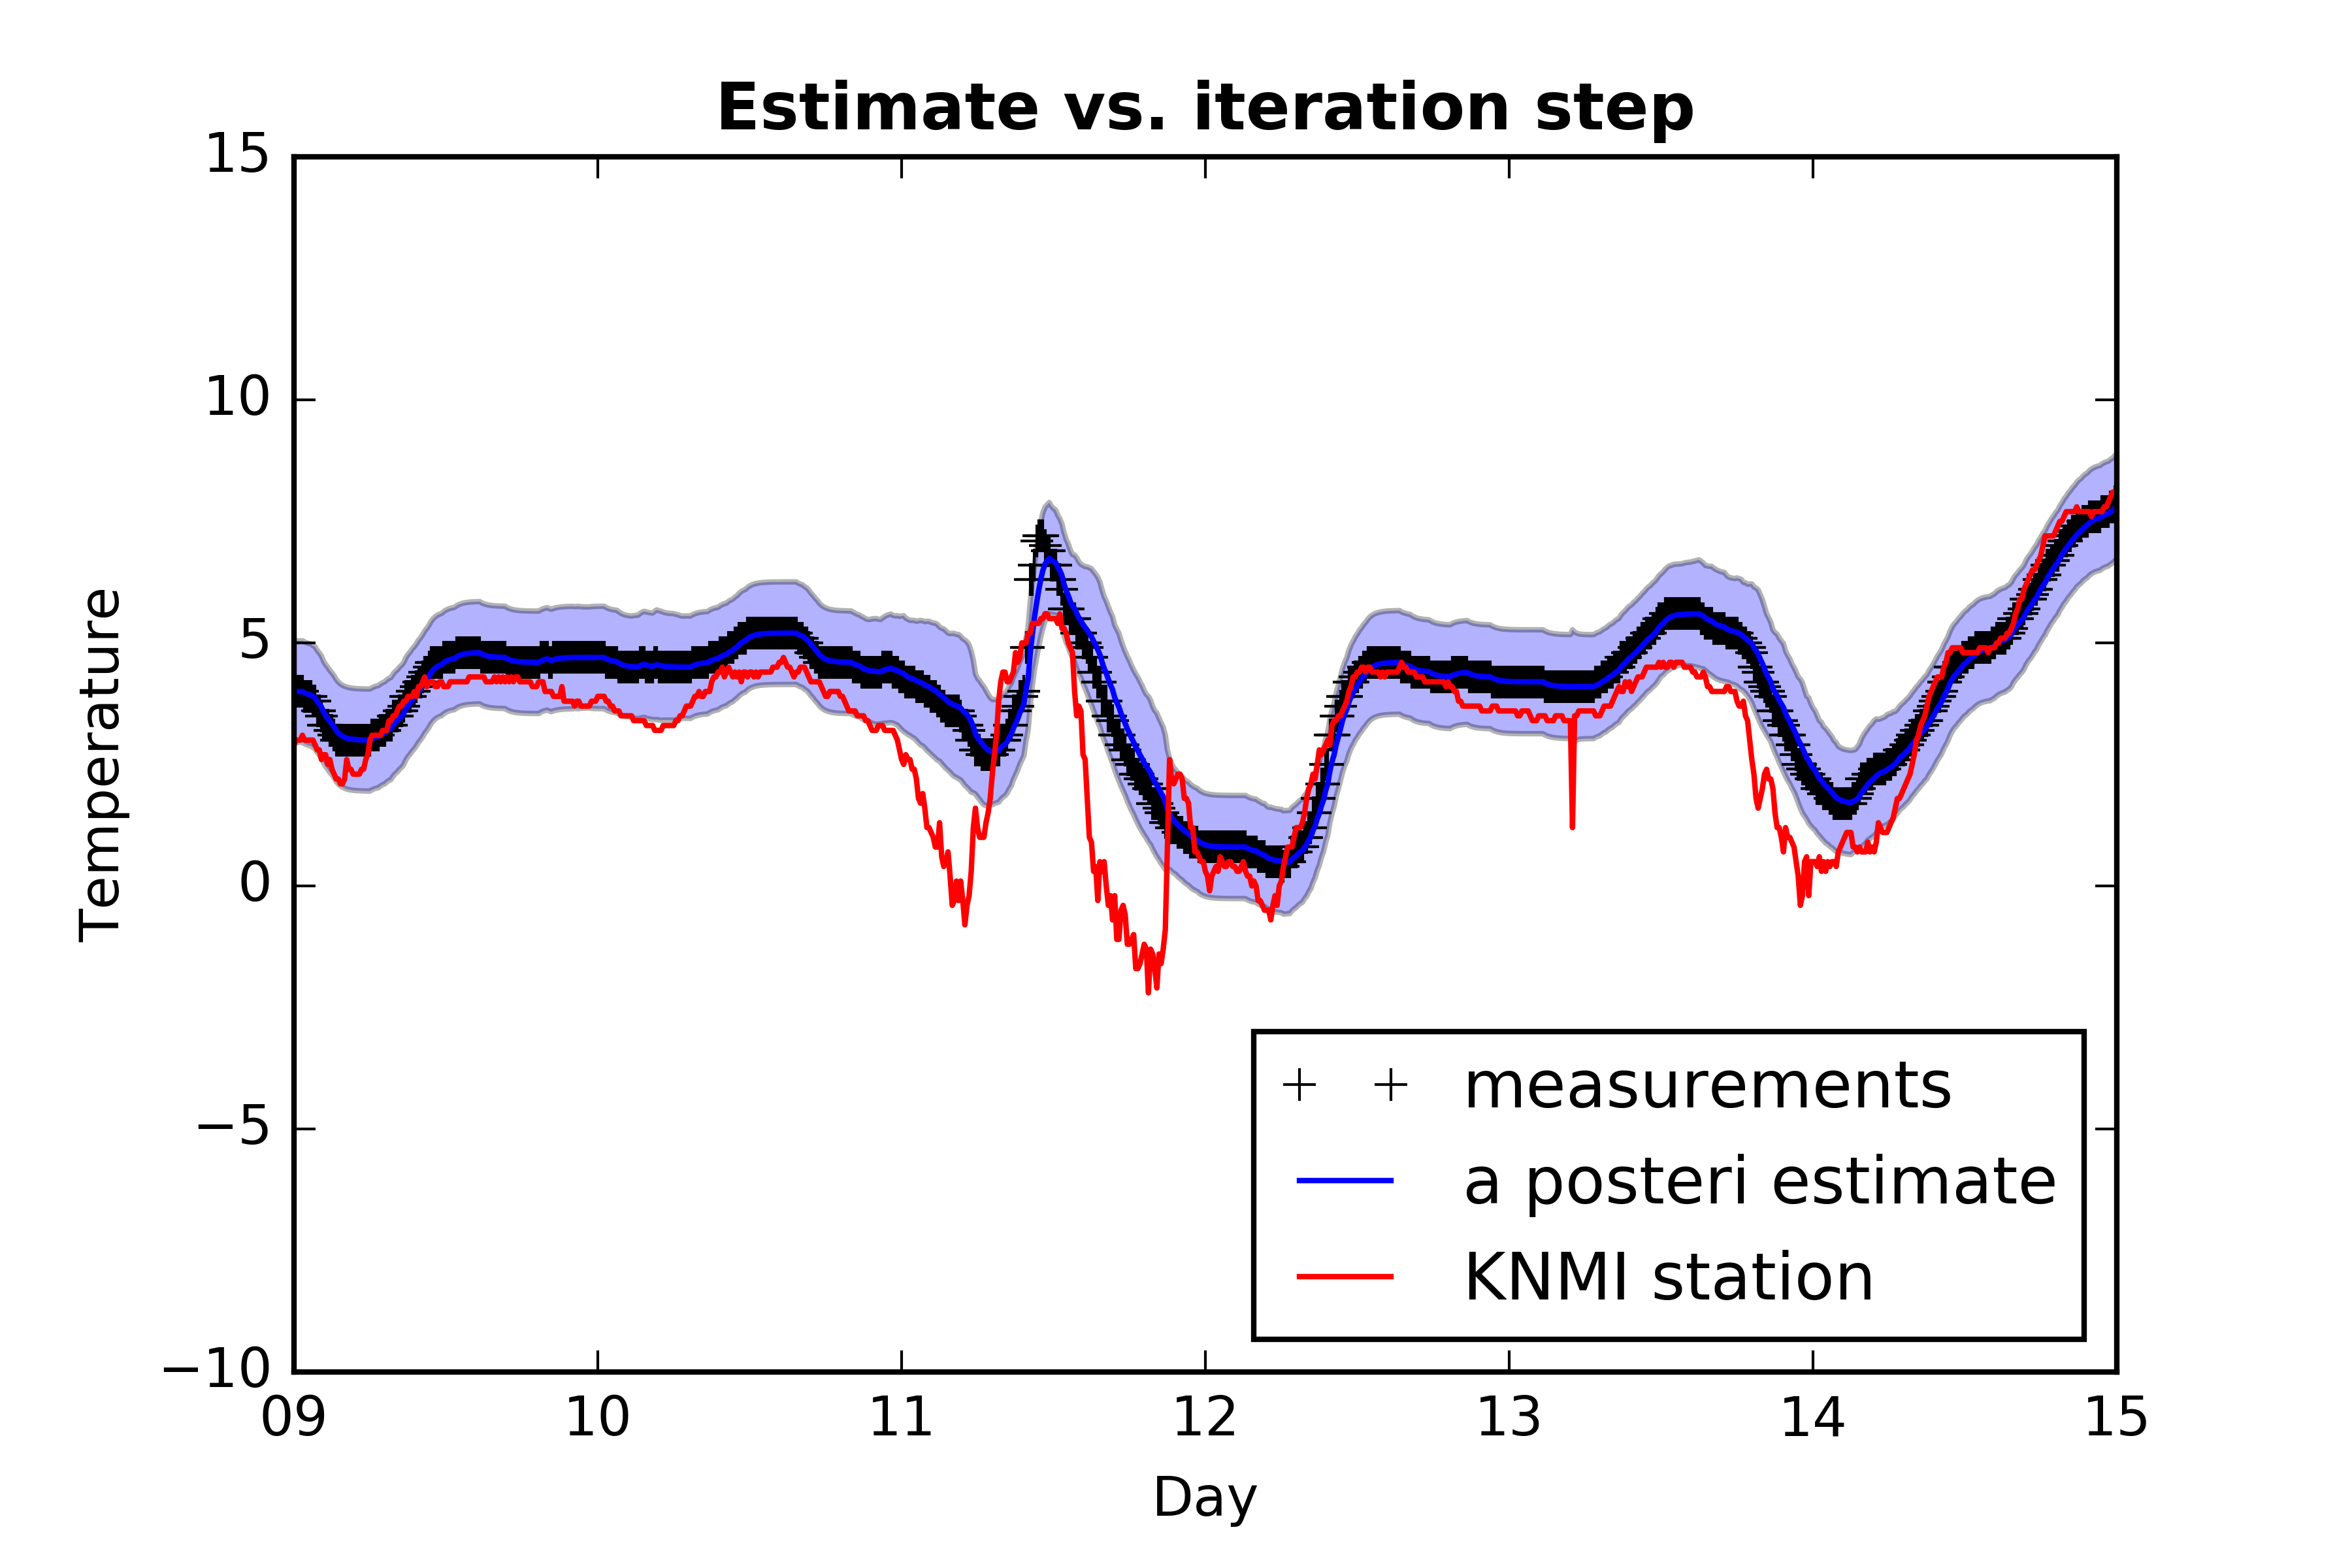 Estimate vs. iteration step
15
10
5
0
−5
−10
Temperature
measurements
a posteri estimate
KNMI station
09 10 11 12 13 14 15
Day